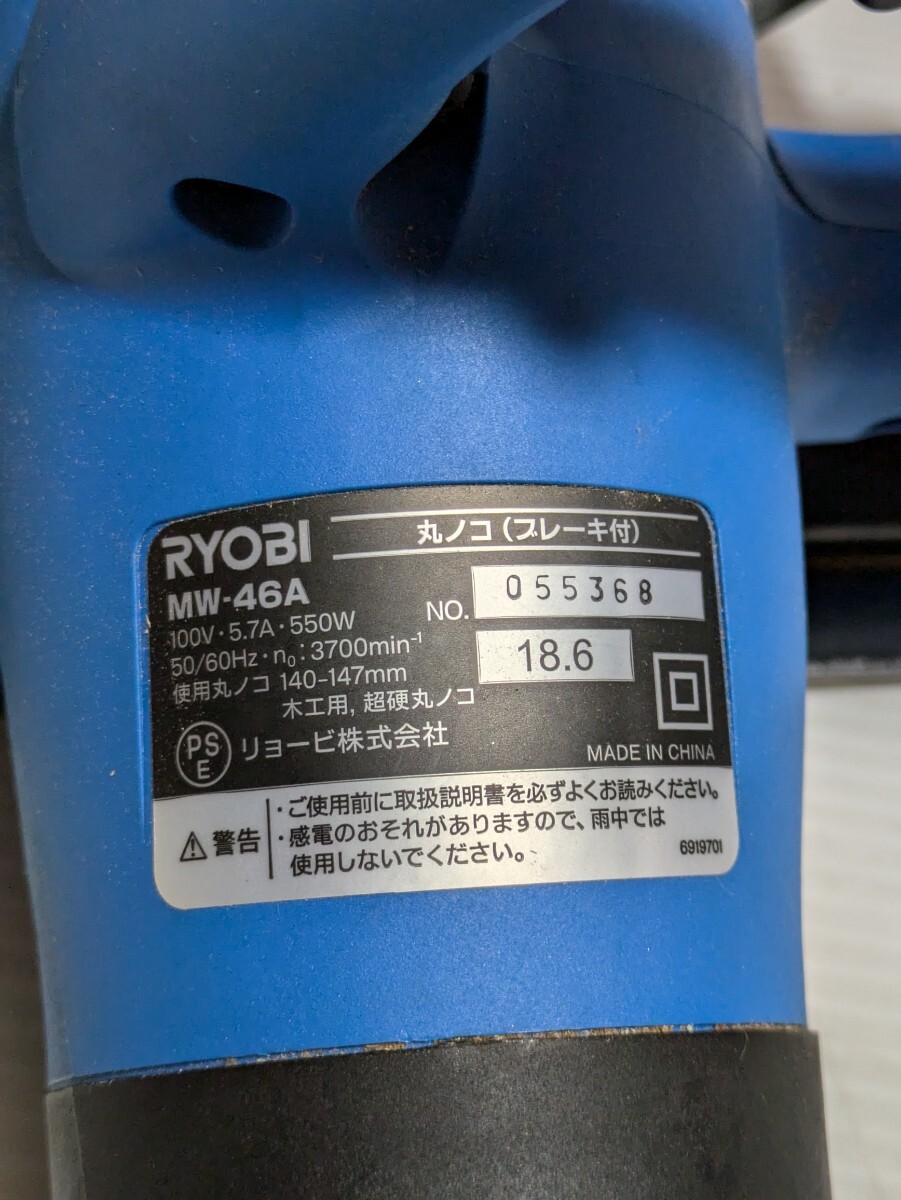 RYOBI
丸ノコ(ブレーキ付)
MW-46A
NO. 055368
100V・5.7A・550W
50/60Hz・n₀:3700min⁻¹
18.6
使用丸ノコ 140-147mm
木工用, 超硬丸ノコ
PS
E
リョービ株式会社
MADE IN CHINA
⚠警告
・ご使用前に取扱説明書を必ずよくお読みください。
・感電のおそれがありますので、雨中では
使用しないでください。
6919701